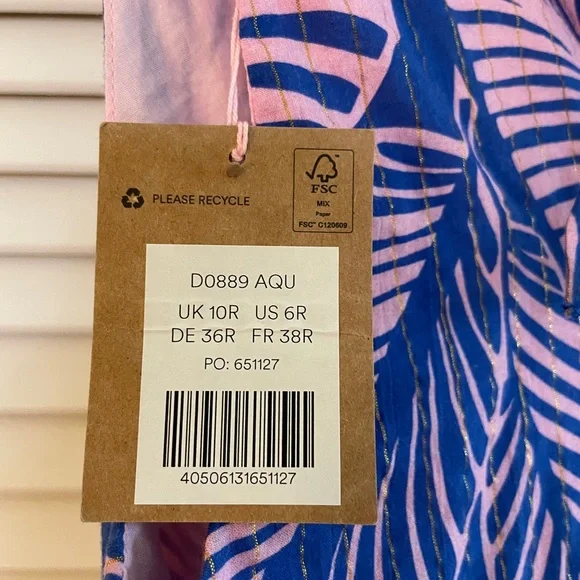 PLEASE RECYCLE
FSC
MIX
Paper
FSC™ C120609
D0889 AQU
UK 10R US 6R
DE 36R FR 38R
PO: 651127
40506131651127